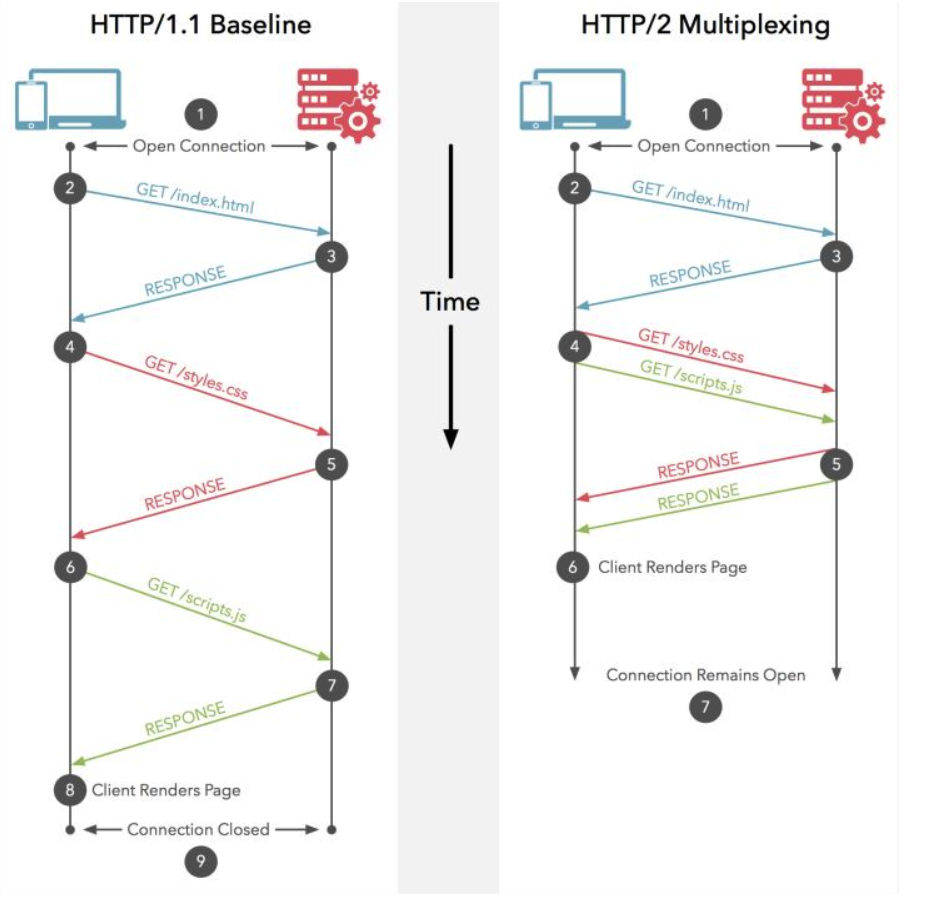 HTTP/1.1 Baseline
1
Open Connection
2
GET /index.html
3
RESPONSE
4
GET /styles.css
5
RESPONSE
6
GET /scripts.js
7
RESPONSE
8
Client Renders Page
Connection Closed
9
Time
HTTP/2 Multiplexing
1
Open Connection
2
GET /index.html
3
RESPONSE
4
GET /styles.css
GET /scripts.js
5
RESPONSE
RESPONSE
6
Client Renders Page
Connection Remains Open
7